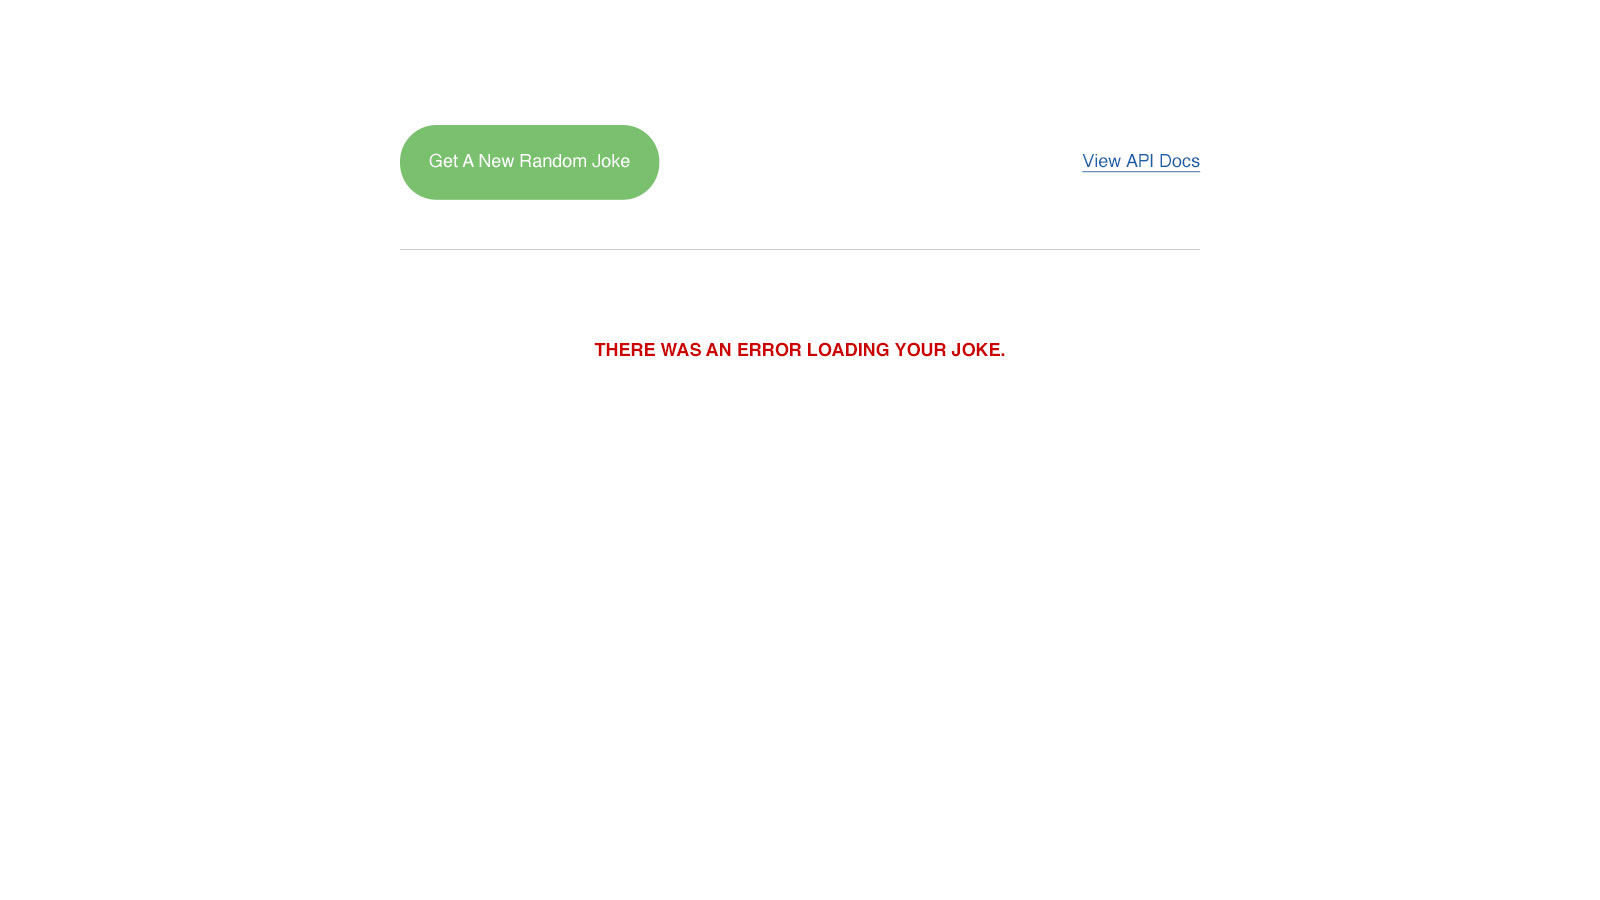 Get A New Random Joke
View API Docs
THERE WAS AN ERROR LOADING YOUR JOKE.